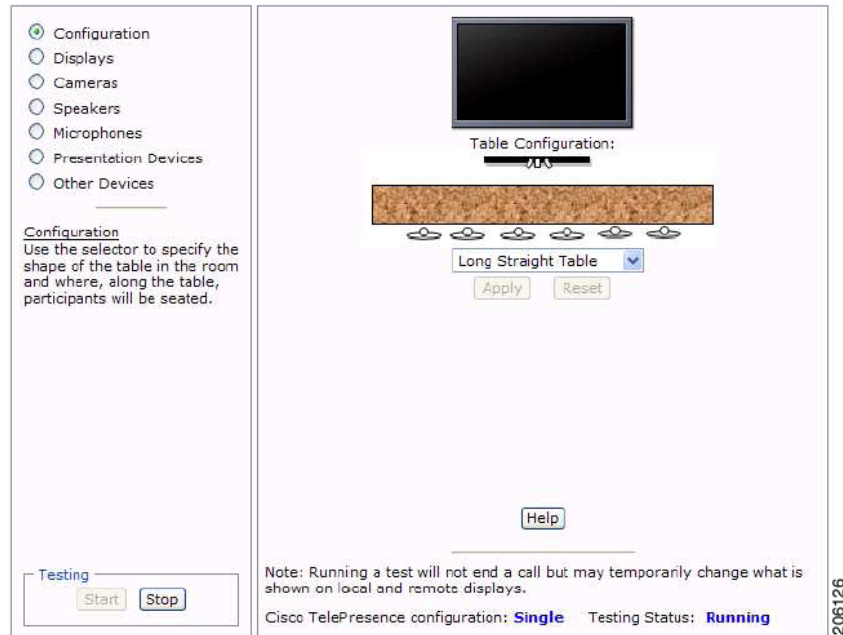 Configuration
Displays
Cameras
Speakers
Microphones
Presentation Devices
Other Devices
Configuration
Use the selector to specify the
shape of the table in the room
and where, along the table,
participants will be seated.
Testing
Start Stop
Table Configuration:
Long Straight Table
Apply Reset
Help
Note: Running a test will not end a call but may temporarily change what is
shown on local and remote displays.
Cisco TelePresence configuration: Single Testing Status: Running
206126